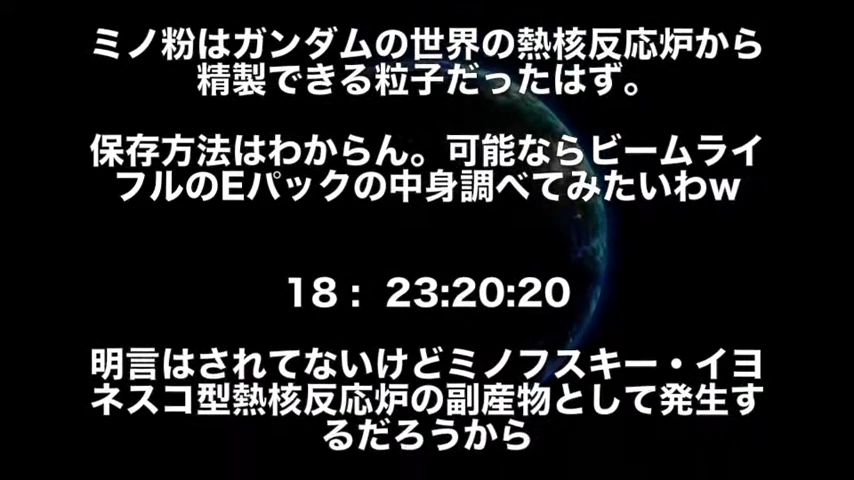 ミノ粉はガンダムの世界の熱核反応炉から
精製できる粒子だったはず。
保存方法はわからん。可能ならビームライ
フルのEパックの中身調べてみたいわw
18： 23:20:20
明言はされてないけどミノフスキー・イヨ
ネスコ型熱核反応炉の副産物として発生す
るだろうから